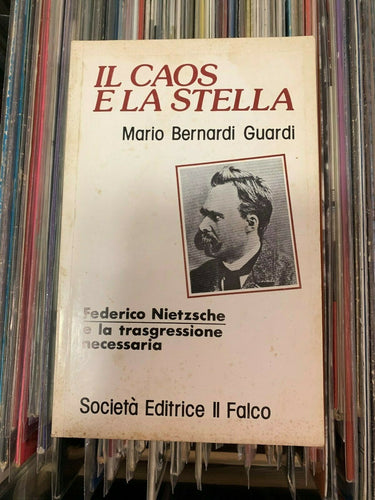 IL CAOS
E LA STELLA
Mario Bernardi Guardi
Federico Nietzsche
e la trasgressione
necessaria
Società Editrice Il Falco